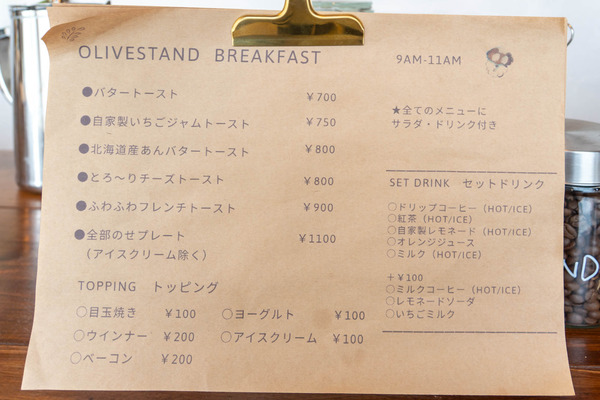 OLIVESTAND BREAKFAST
9AM-11AM
●バタートースト ￥700
●自家製いちごジャムトースト ￥750
●北海道産あんバタートースト ￥800
●とろ〜りチーズトースト ￥800
●ふわふわフレンチトースト ￥900
●全部のせプレート ￥1100
（アイスクリーム除く）
TOPPING トッピング
○目玉焼き ￥100 ○ヨーグルト ￥100
○ウインナー ￥200 ○アイスクリーム ￥100
○ベーコン ￥200
★全てのメニューに
サラダ・ドリンク付き
SET DRINK セットドリンク
○ドリップコーヒー（HOT/ICE）
○紅茶（HOT/ICE）
○自家製レモネード（HOT/ICE）
○オレンジジュース
○ミルク（HOT/ICE）
＋￥100
○ミルクコーヒー（HOT/ICE）
○レモネードソーダ
○いちごミルク
ND